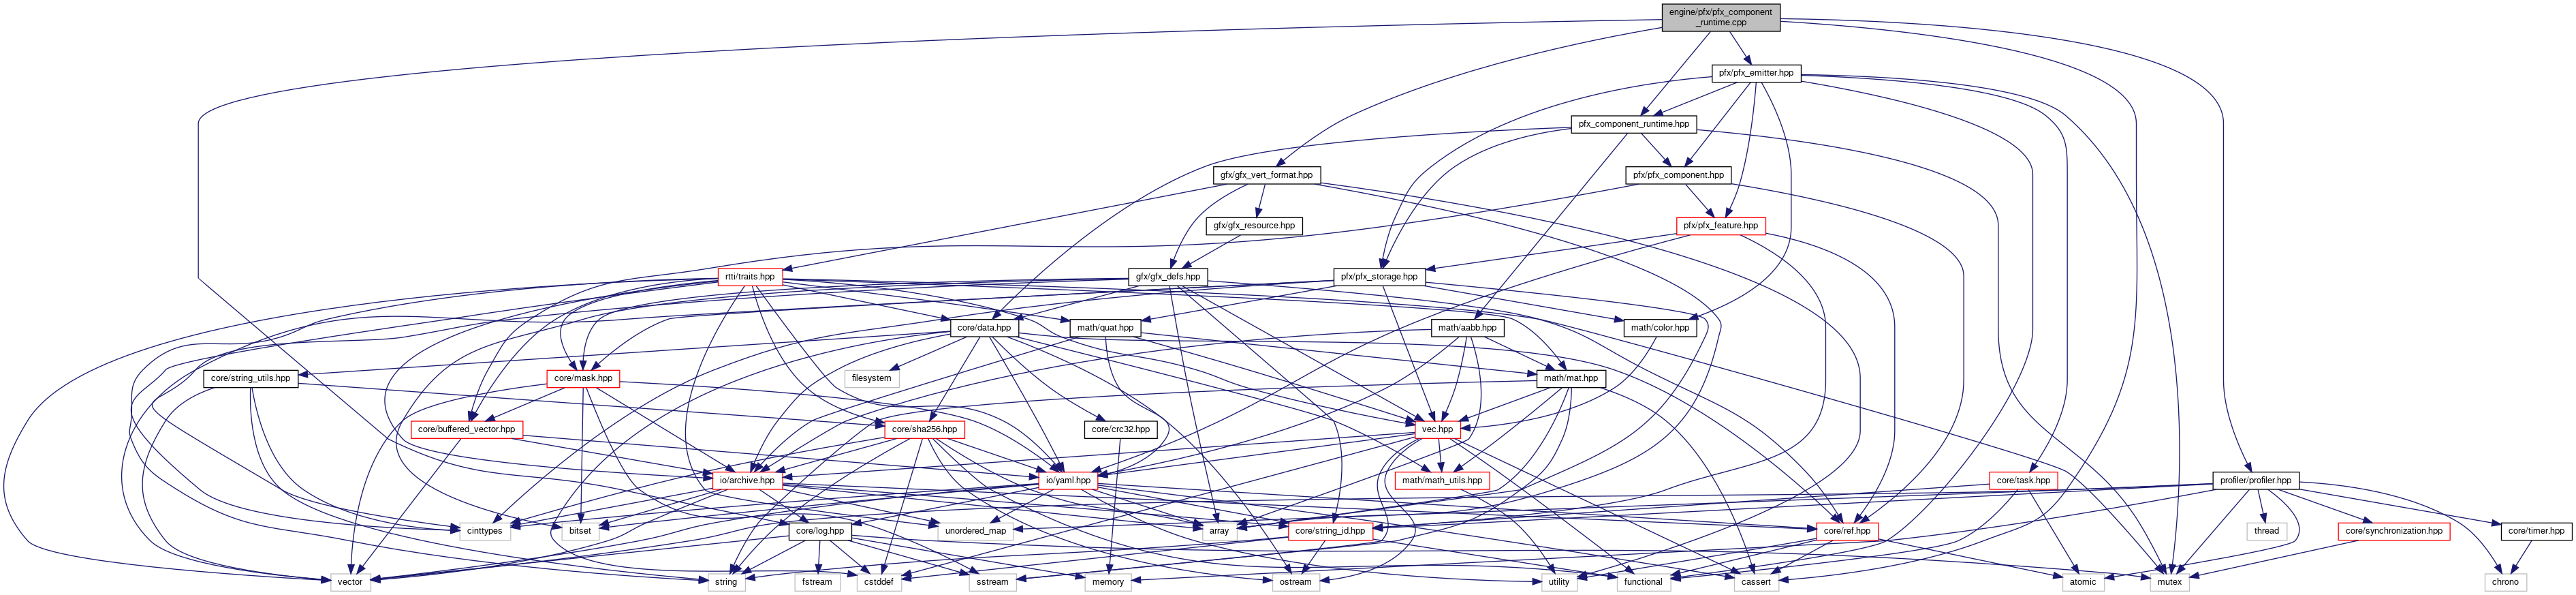 engine/pfx/pfx_component
_runtime.cpp
pfx/pfx_emitter.hpp
pfx_component_runtime.hpp
gfx/gfx_vert_format.hpp
pfx/pfx_component.hpp
gfx/gfx_resource.hpp
pfx/pfx_feature.hpp
rtti/traits.hpp
gfx/gfx_defs.hpp
pfx/pfx_storage.hpp
core/data.hpp
math/quat.hpp
math/aabb.hpp
math/color.hpp
core/string_utils.hpp
core/mask.hpp
filesystem
math/mat.hpp
core/buffered_vector.hpp
core/sha256.hpp
core/crc32.hpp
vec.hpp
io/archive.hpp
io/yaml.hpp
math/math_utils.hpp
core/task.hpp
profiler/profiler.hpp
cinttypes
bitset
core/log.hpp
unordered_map
array
core/string_id.hpp
core/ref.hpp
thread
core/synchronization.hpp
core/timer.hpp
vector
string
fstream
cstddef
sstream
memory
ostream
utility
functional
cassert
atomic
mutex
chrono